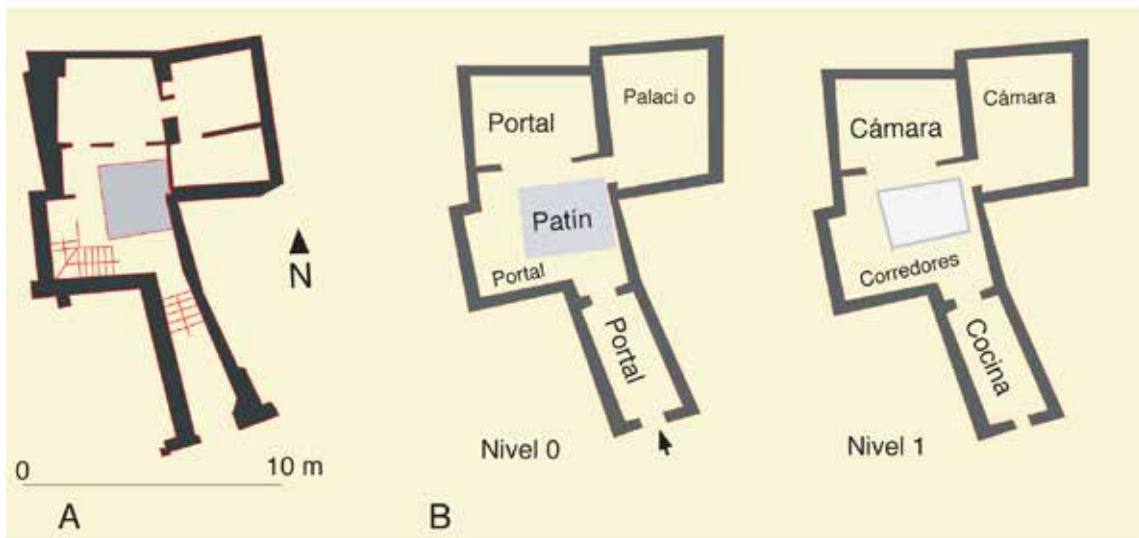 N
0 10 m
A
Portal
Palaci o
Patín
Portal
Portal
Nivel 0
B
Cámara
Cámara
Corredores
Cocina
Nivel 1